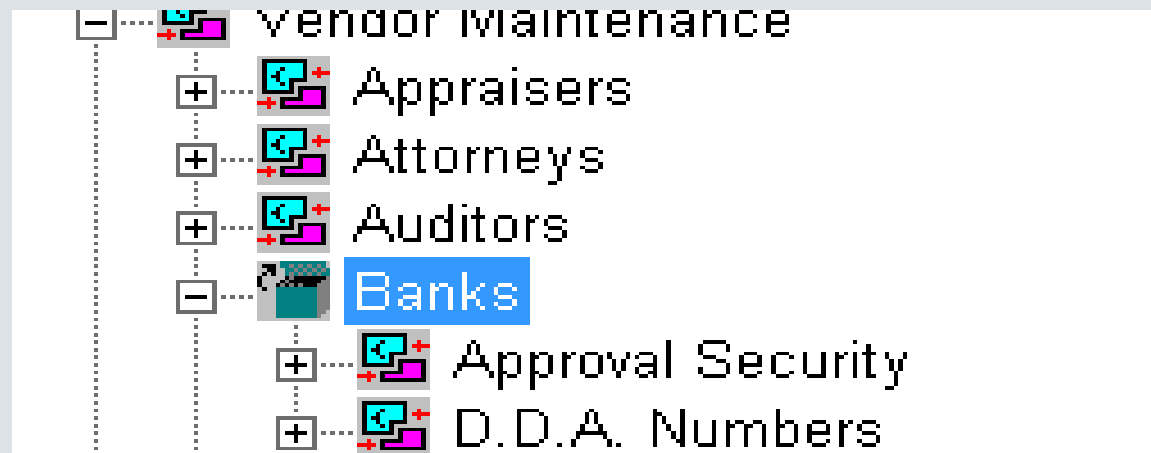 Vendor Maintenance
Appraisers
Attorneys
Auditors
Banks
Approval Security
D.D.A. Numbers